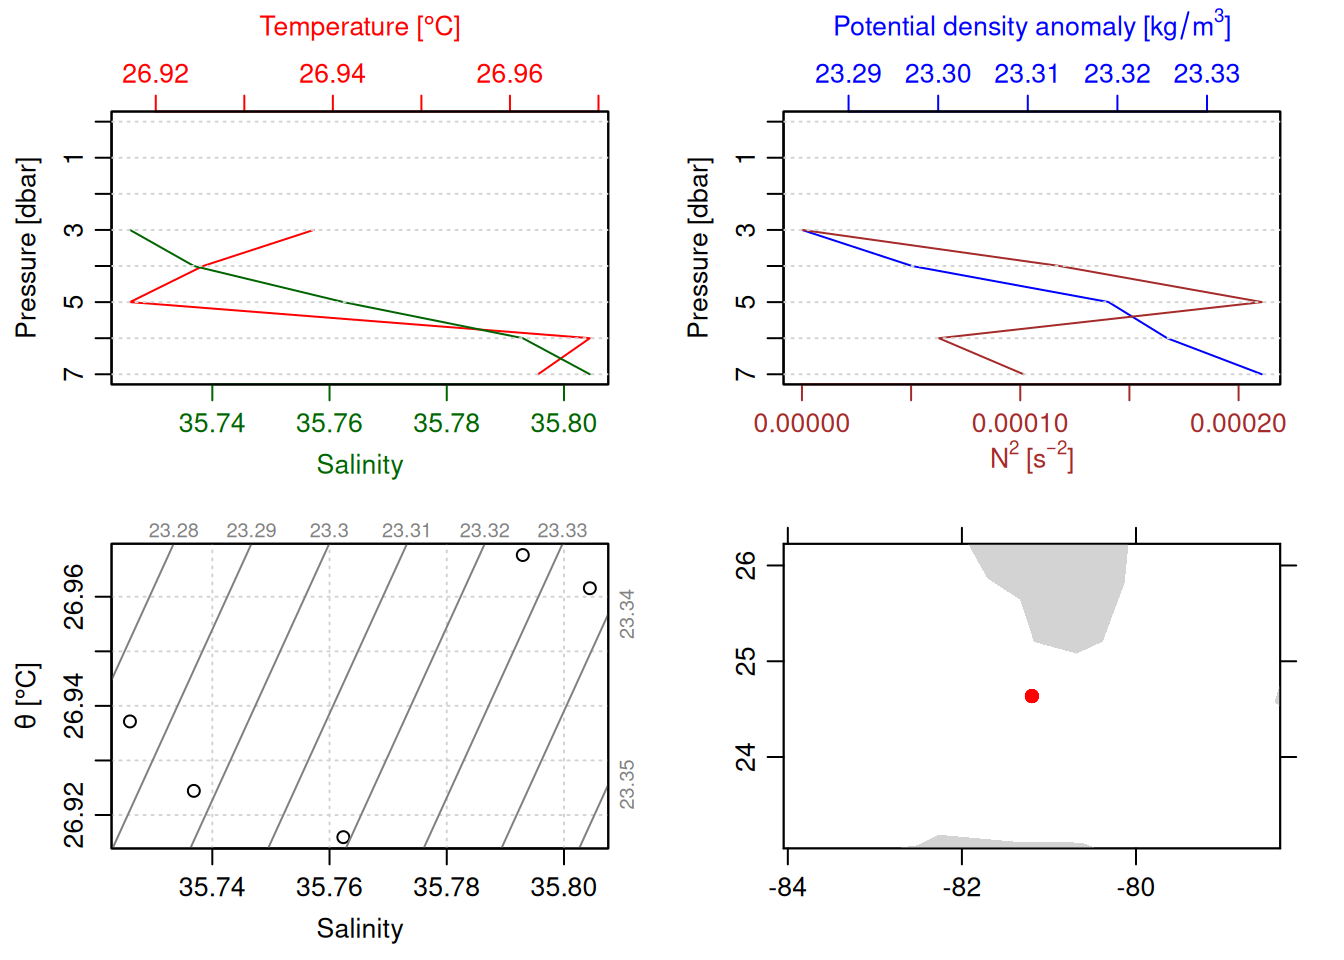 Temperature [°C]
26.92 26.94 26.96
Pressure [dbar]
1
3
5
7
35.74 35.76 35.78 35.80
Salinity
Potential density anomaly [kg/m³]
23.29 23.30 23.31 23.32 23.33
Pressure [dbar]
1
3
5
7
0.00000 0.00010 0.00020
N² [s⁻²]
23.28 23.29 23.3 23.31 23.32 23.33
23.34
23.35
θ [°C]
26.96
26.94
26.92
35.74 35.76 35.78 35.80
Salinity
26
25
24
-84 -82 -80